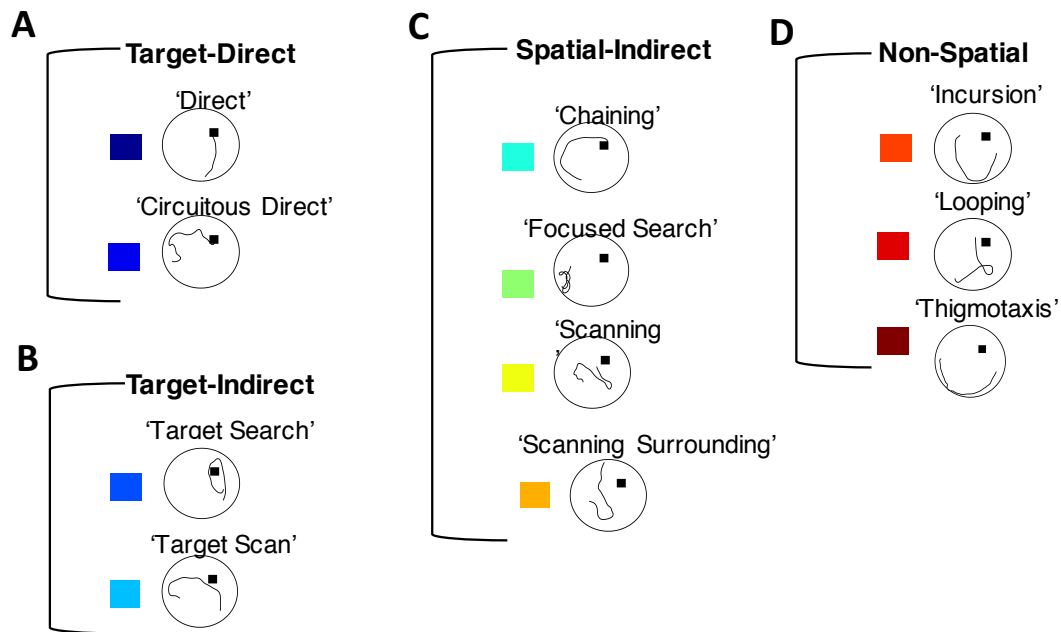 A
Target-Direct
‘Direct’
‘Circuitous Direct’
B
Target-Indirect
‘Target Search’
‘Target Scan’
C
Spatial-Indirect
‘Chaining’
‘Focused Search’
‘Scanning
’
‘Scanning Surrounding’
D
Non-Spatial
‘Incursion’
‘Looping’
‘Thigmotaxis’